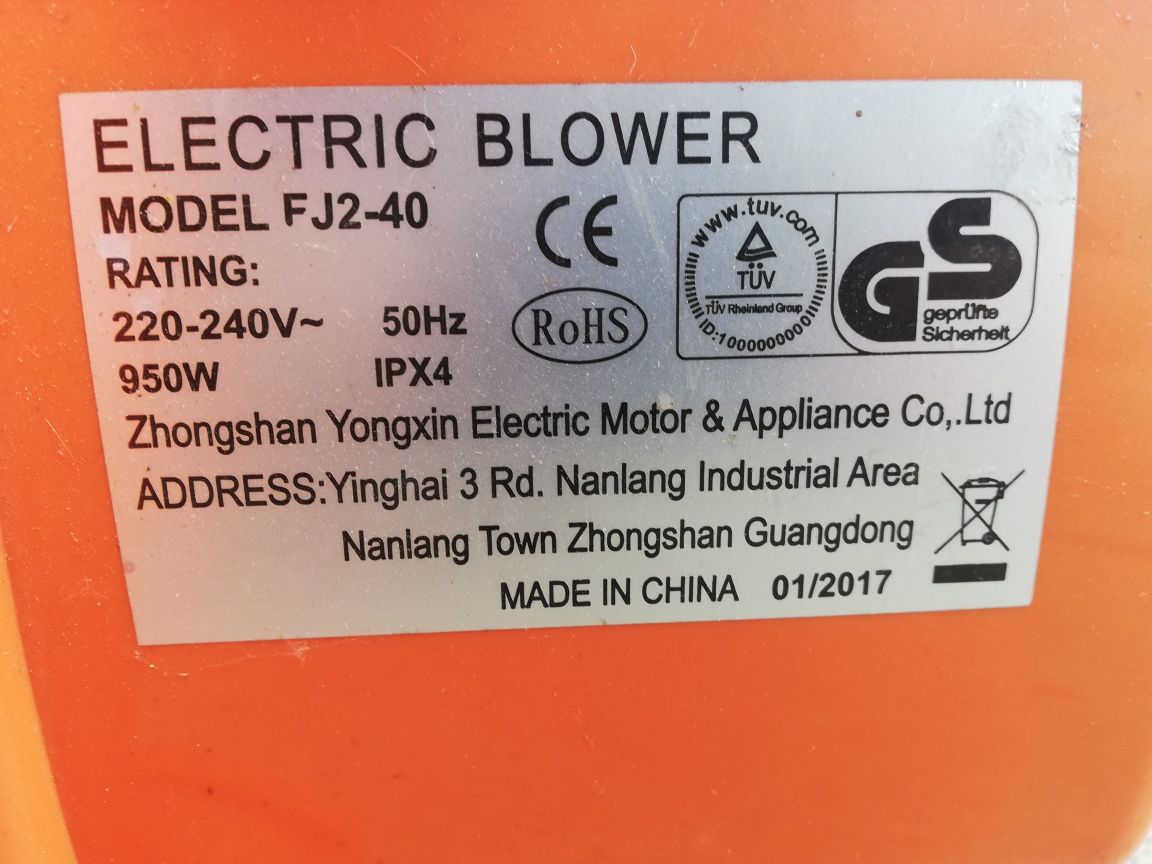 ELECTRIC BLOWER
MODEL FJ2-40
RATING:
220-240V~ 50Hz
950W IPX4
CE
RoHS
www.tuv.com
TÜV
TÜV Rheinland Group
ID:1000000000
GS
geprüfte
Sicherheit
Zhongshan Yongxin Electric Motor & Appliance Co,.Ltd
ADDRESS:Yinghai 3 Rd. Nanlang Industrial Area
Nanlang Town Zhongshan Guangdong
MADE IN CHINA 01/2017